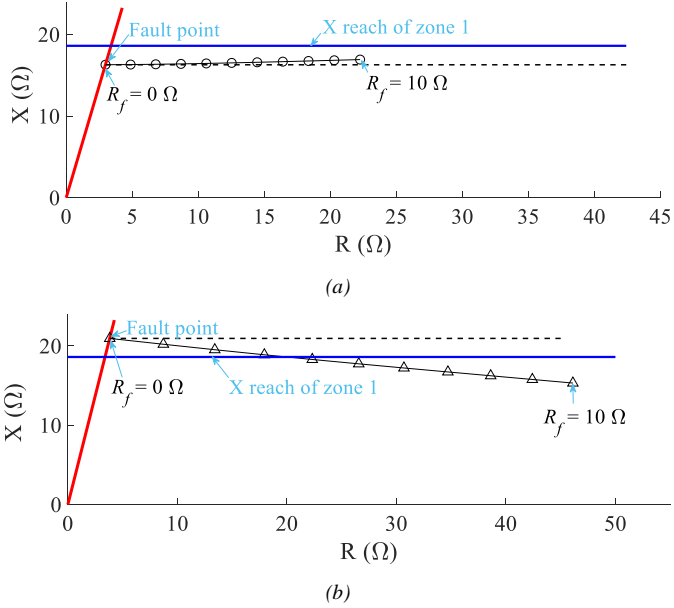 20
10
0
X (Ω)
Fault point
X reach of zone 1
R_f = 0 Ω
R_f = 10 Ω
0 5 10 15 20 25 30 35 40 45
R (Ω)
(a)
20
10
0
X (Ω)
Fault point
R_f = 0 Ω
X reach of zone 1
R_f = 10 Ω
0 10 20 30 40 50
R (Ω)
(b)